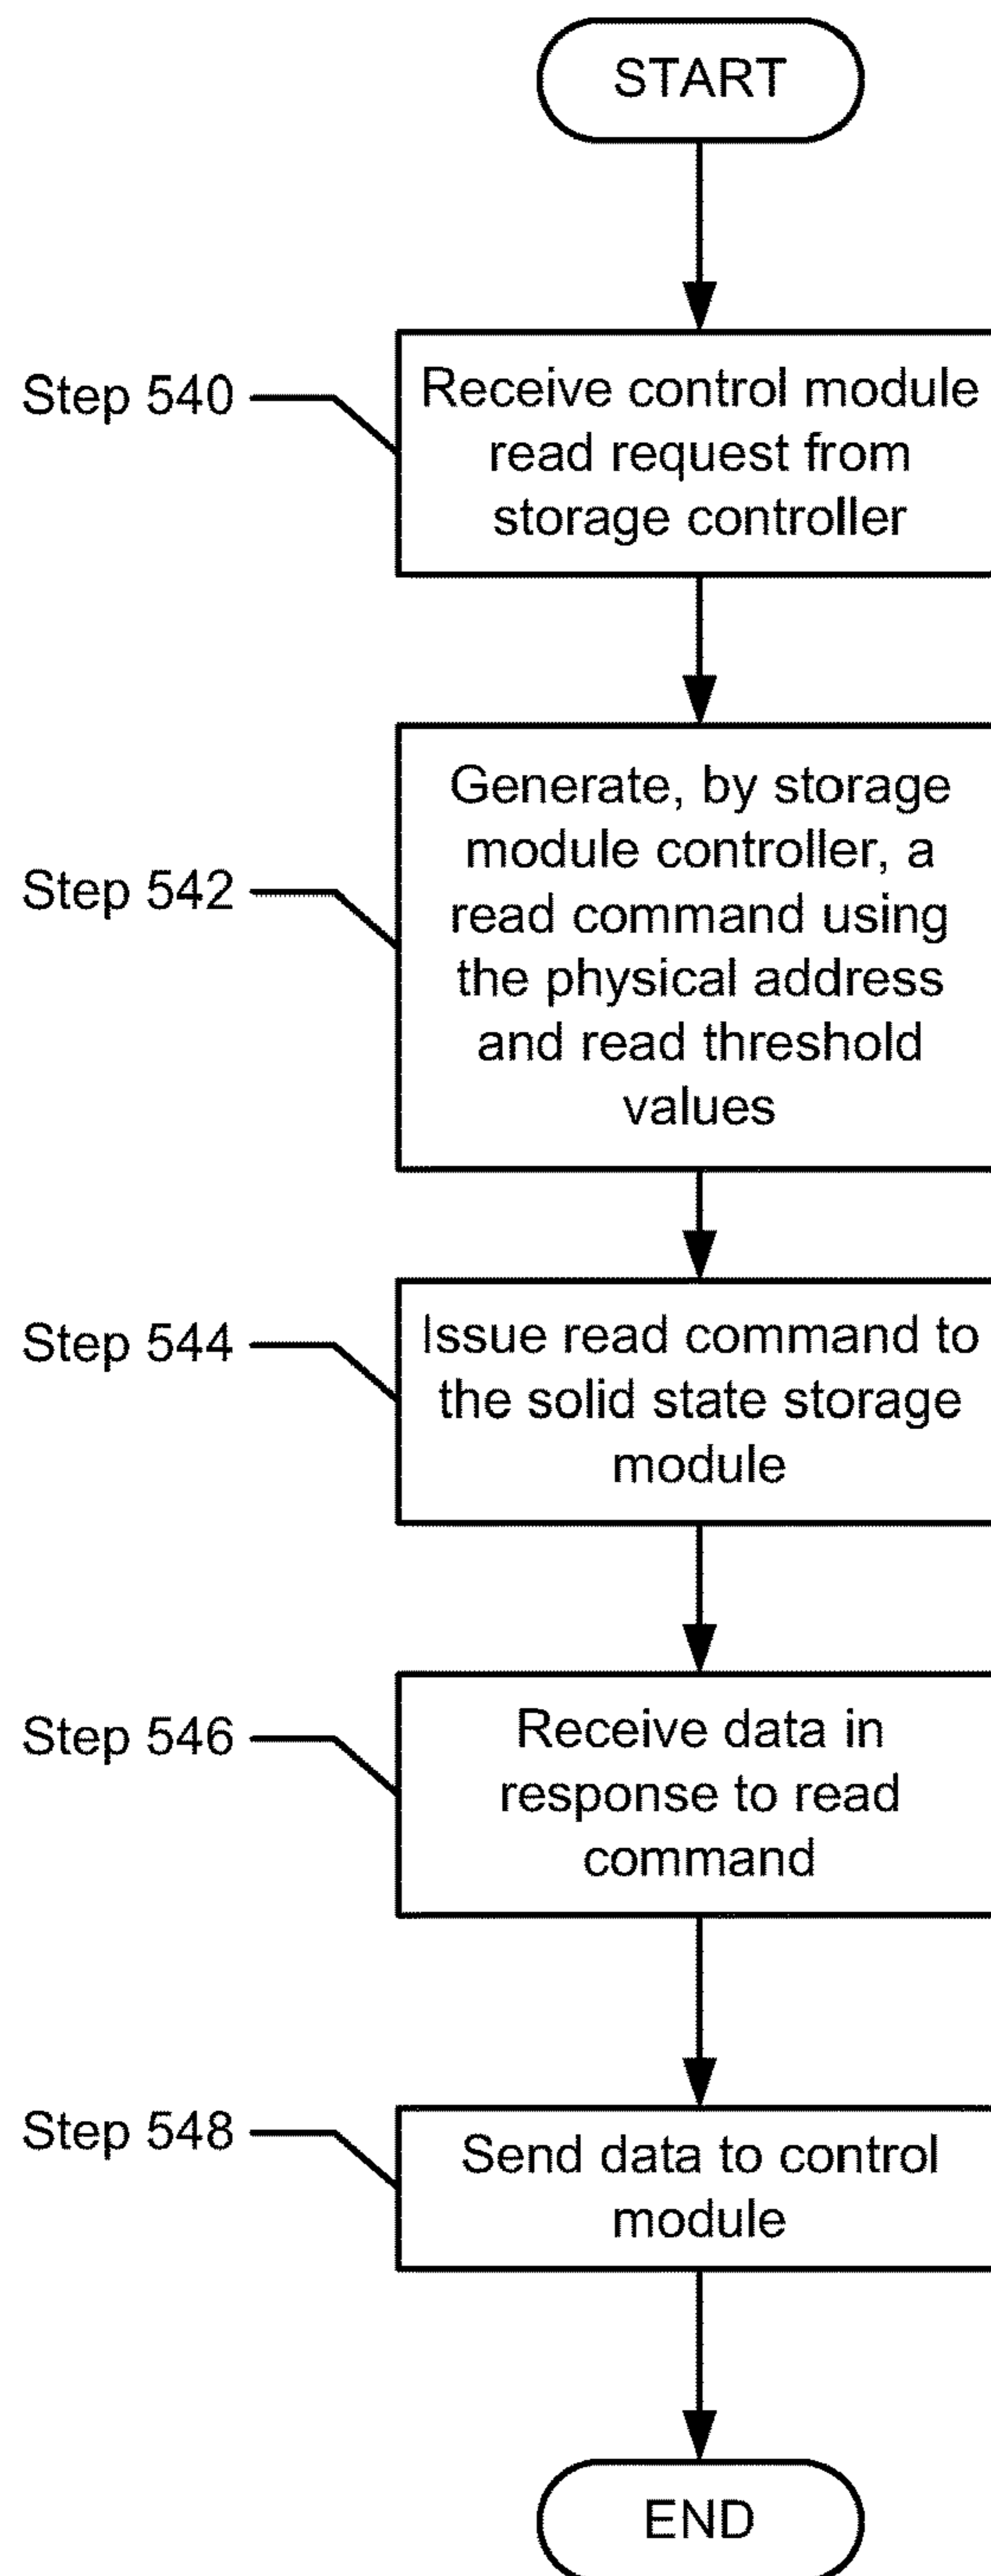 START
Step 540
Receive control module
read request from
storage controller
Step 542
Generate, by storage
module controller, a
read command using
the physical address
and read threshold
values
Step 544
Issue read command to
the solid state storage
module
Step 546
Receive data in
response to read
command
Step 548
Send data to control
module
END